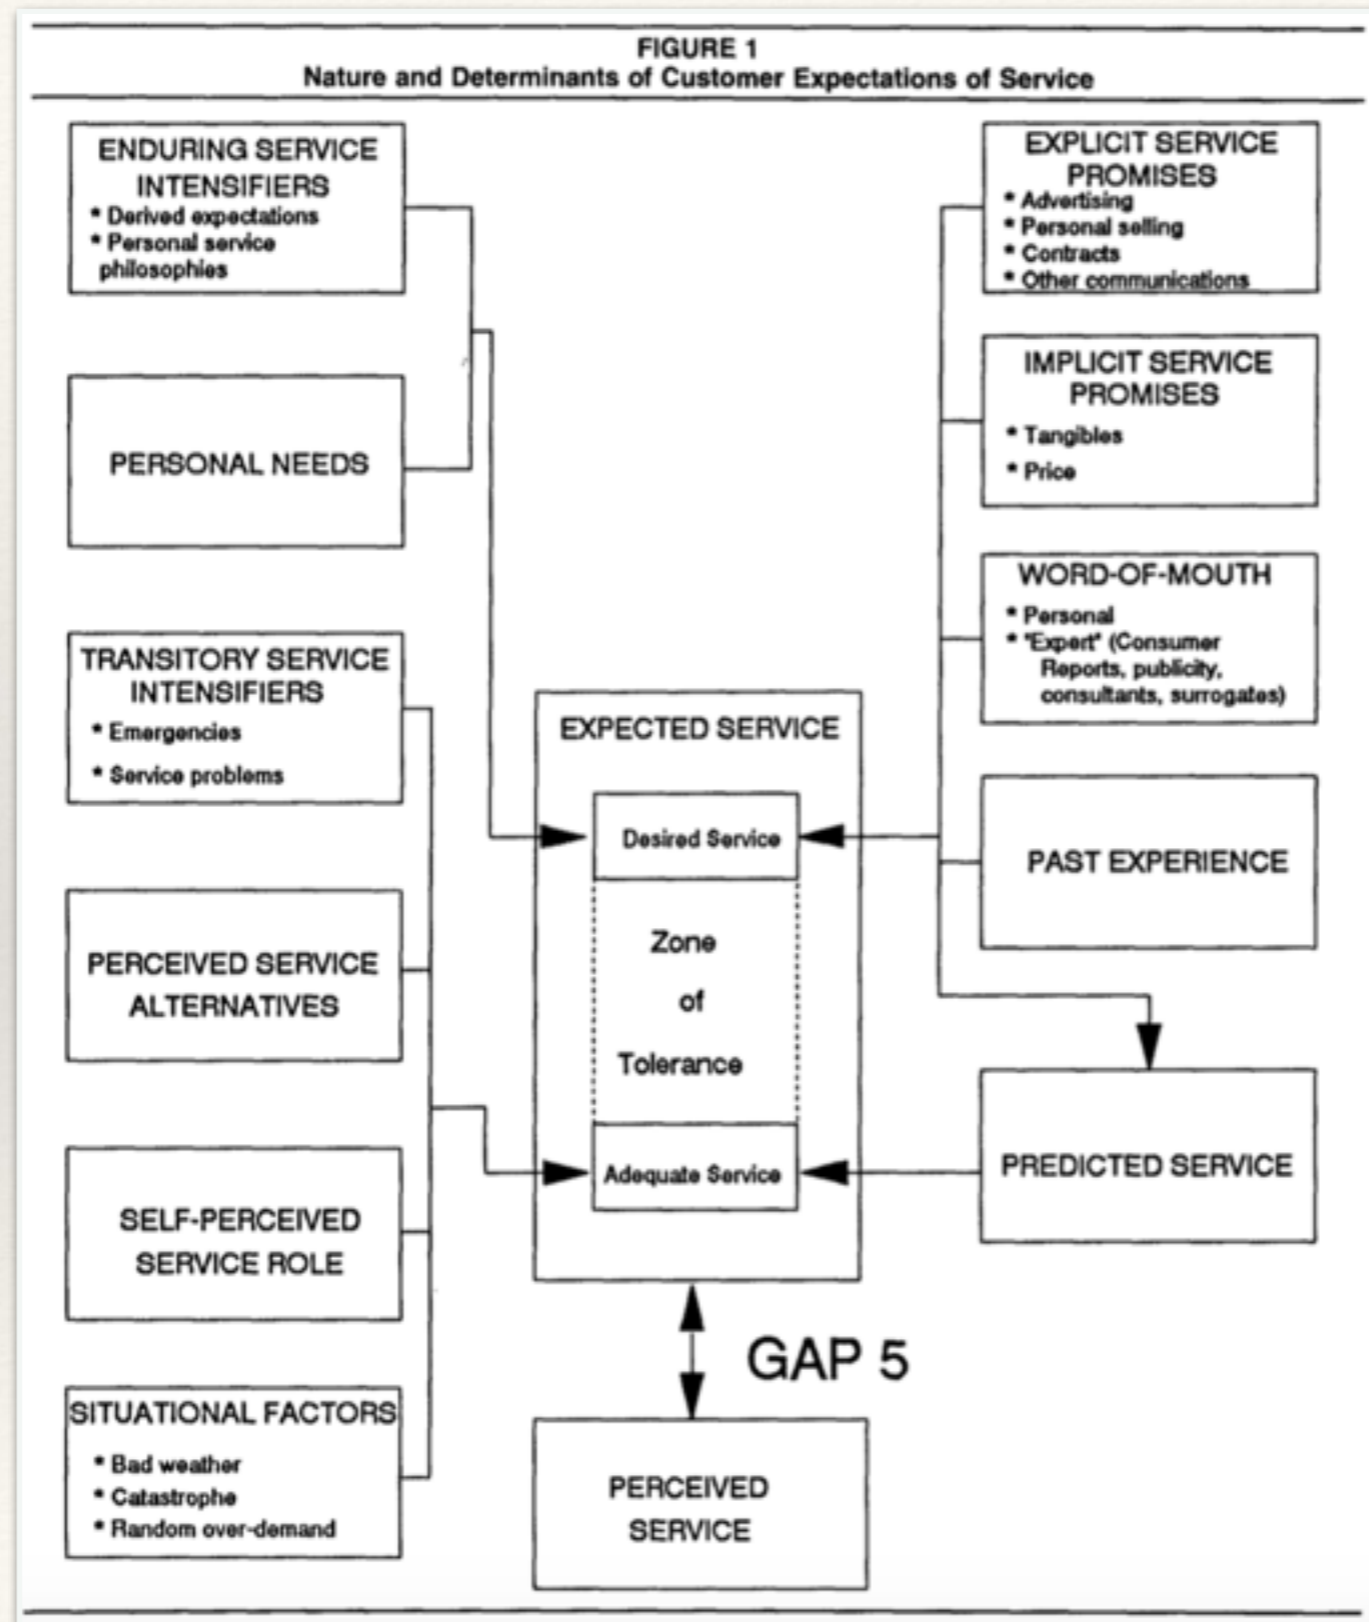 FIGURE 1
Nature and Determinants of Customer Expectations of Service
ENDURING SERVICE
INTENSIFIERS
* Derived expectations
* Personal service
philosophies
PERSONAL NEEDS
TRANSITORY SERVICE
INTENSIFIERS
* Emergencies
* Service problems
PERCEIVED SERVICE
ALTERNATIVES
SELF-PERCEIVED
SERVICE ROLE
SITUATIONAL FACTORS
* Bad weather
* Catastrophe
* Random over-demand
EXPECTED SERVICE
Desired Service
Zone
of
Tolerance
Adequate Service
GAP 5
PERCEIVED
SERVICE
EXPLICIT SERVICE
PROMISES
* Advertising
* Personal selling
* Contracts
* Other communications
IMPLICIT SERVICE
PROMISES
* Tangibles
* Price
WORD-OF-MOUTH
* Personal
* "Expert" (Consumer
Reports, publicity,
consultants, surrogates)
PAST EXPERIENCE
PREDICTED SERVICE